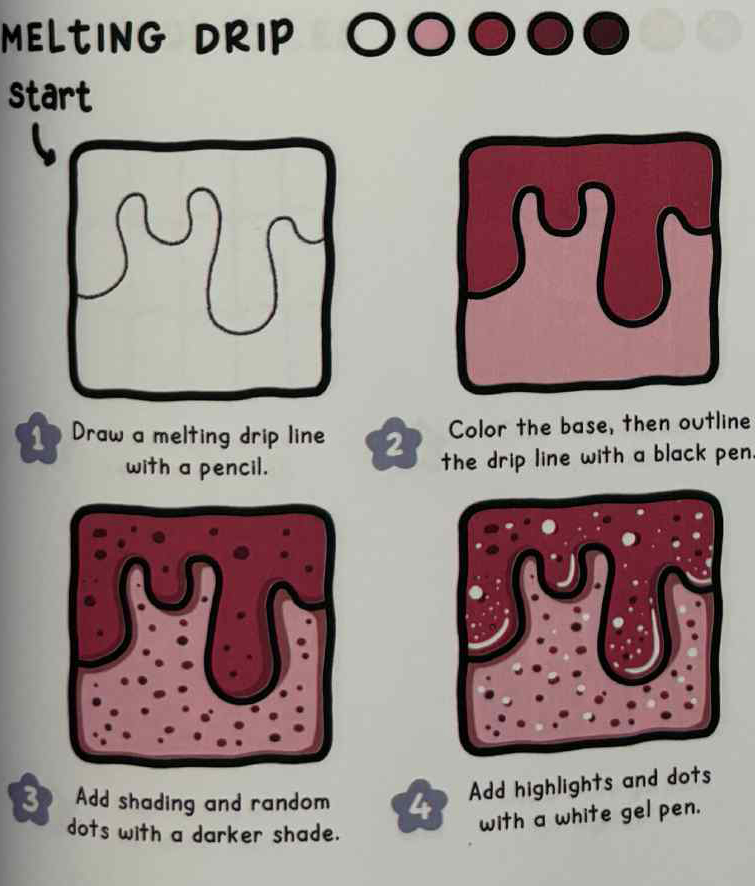 MELTING DRIP
start
1 Draw a melting drip line
with a pencil.
2 Color the base, then outline
the drip line with a black pen.
3 Add shading and random
dots with a darker shade.
4 Add highlights and dots
with a white gel pen.